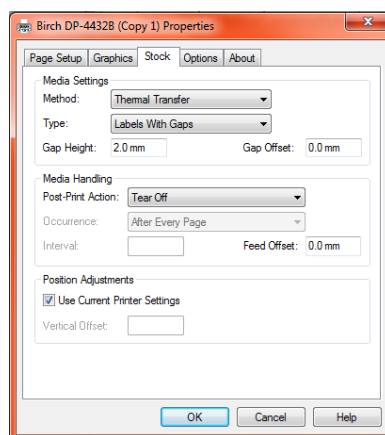 Birch DP-4432B (Copy 1) Properties
Page Setup Graphics Stock Options About
Media Settings
Method: Thermal Transfer
Type: Labels With Gaps
Gap Height: 2.0 mm Gap Offset: 0.0 mm
Media Handling
Post-Print Action: Tear Off
Occurrence: After Every Page
Interval: Feed Offset: 0.0 mm
Position Adjustments
Use Current Printer Settings
Vertical Offset:
OK Cancel Help